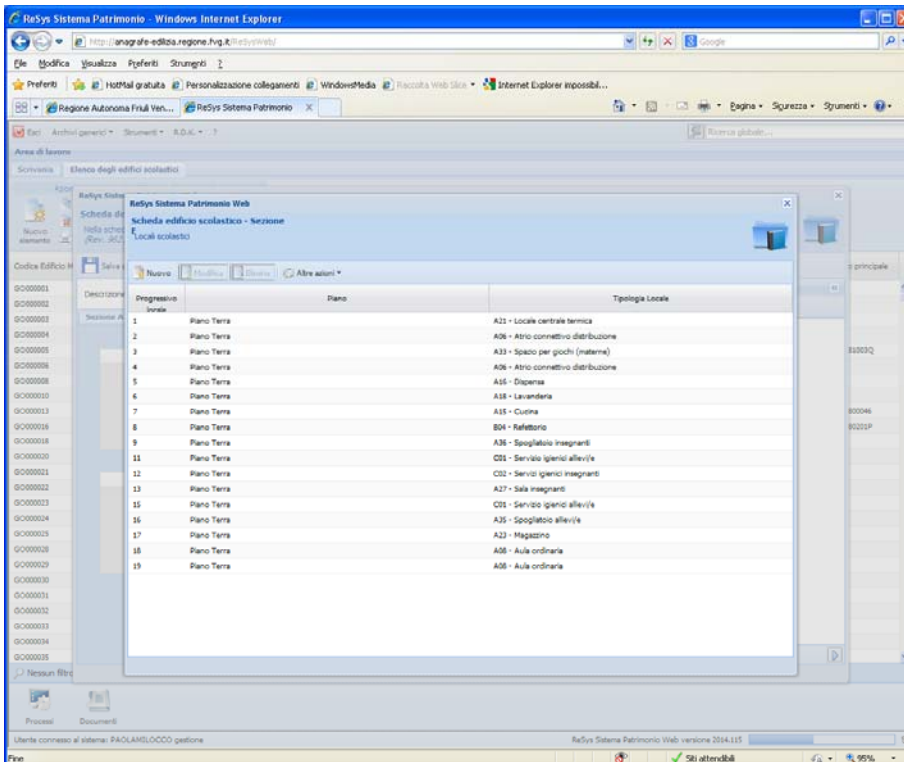 ReSys Sistema Patrimonio - Windows Internet Explorer
http://anagrafe-edilizia.regione.fvg.it/ReSysWeb/
Google
File Modifica Visualizza Preferiti Strumenti ?
Preferiti HotMail gratuita Personalizzazione collegamenti WindowsMedia Raccolta Web Slice Internet Explorer impossibil...
Regione Autonoma Friuli Ven... ReSys Sistema Patrimonio X
Pagina Sicurezza Strumenti
Esci Archivi generici Strumenti B.D.A. ?
Ricerca globale...
Area di lavoro
Scrivania Elenco degli edifici scolastici
ReSys Sistema Patrimonio Web
Scheda edificio scolastico - Sezione
E
Locali scolastici
Nuovo
elemento
Nuovo Modifica Elimina Altre azioni
Codice Edificio
Salva
principale
Descrizione
Sezione A
Progressivo locale Piano Tipologia Locale
1 Piano Terra A21 - Locale centrale termica
2 Piano Terra A06 - Atrio connettivo distribuzione
3 Piano Terra A33 - Spazio per giochi (materne)
4 Piano Terra A06 - Atrio connettivo distribuzione
5 Piano Terra A16 - Dispensa
6 Piano Terra A18 - Lavanderia
7 Piano Terra A15 - Cucina
8 Piano Terra E04 - Refettorio
9 Piano Terra A36 - Spogliatoio insegnanti
11 Piano Terra C01 - Servizio igienici allievi/e
12 Piano Terra C02 - Servizi igienici insegnanti
13 Piano Terra A27 - Sala insegnanti
15 Piano Terra C01 - Servizio igienici allievi/e
16 Piano Terra A35 - Spogliatoio allievi/e
17 Piano Terra A23 - Magazzino
18 Piano Terra A08 - Aula ordinaria
19 Piano Terra A08 - Aula ordinaria
GO000001
GO000002
GO000003
GO000004
GO000005
GO000006
GO000008
GO000010
GO000013
GO000016
GO000018
GO000020
GO000021
GO000022
GO000023
GO000024
GO000025
GO000028
GO000029
GO000030
GO000031
GO000032
GO000033
GO000034
GO000035
Nessun filtro
Processi Documenti
Utente connesso al sistema: PAOLAMILOCCO gestione
ReSys Sistema Patrimonio Web versione 2014.115
Fine
Siti attendibili
95%